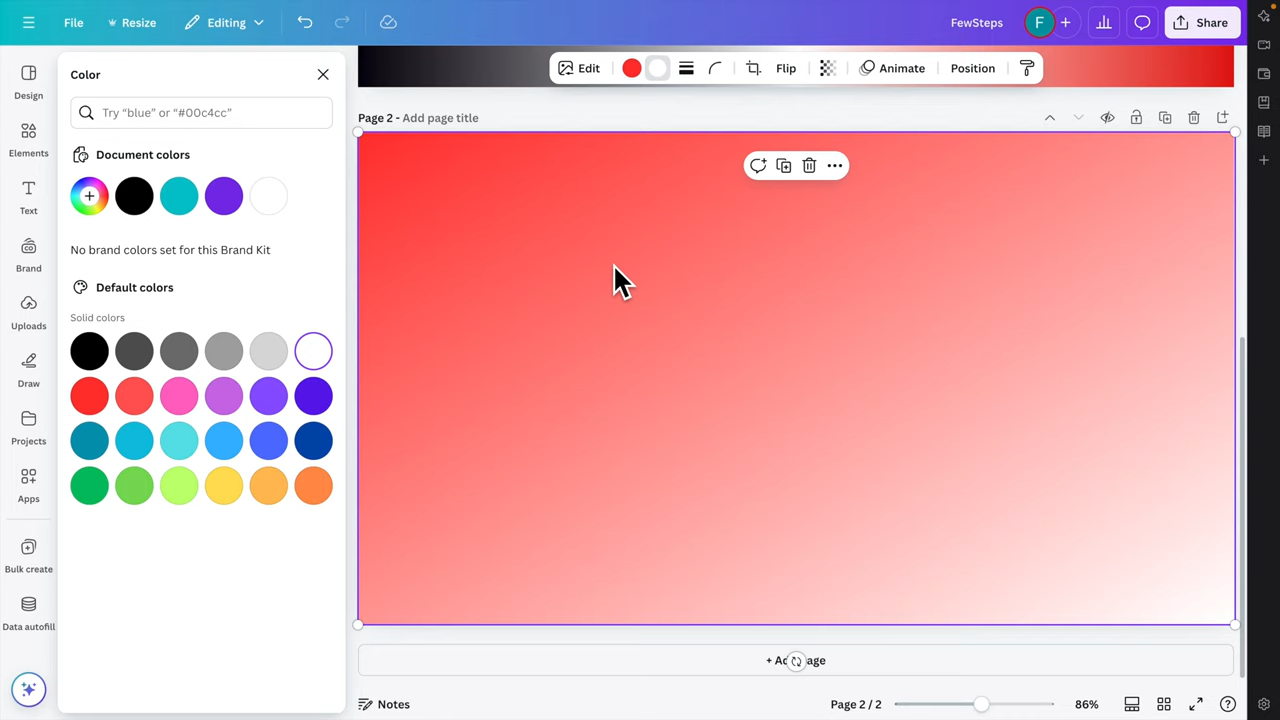 File
Resize
Editing
FewSteps
F
Share
Design
Elements
Text
Brand
Uploads
Draw
Projects
Apps
Bulk create
Data autofill
Color
Try “blue” or “#00c4cc”
Document colors
No brand colors set for this Brand Kit
Default colors
Solid colors
Edit
Flip
Animate
Position
Page 2 - Add page title
+ Add page
Notes
Page 2 / 2
86%